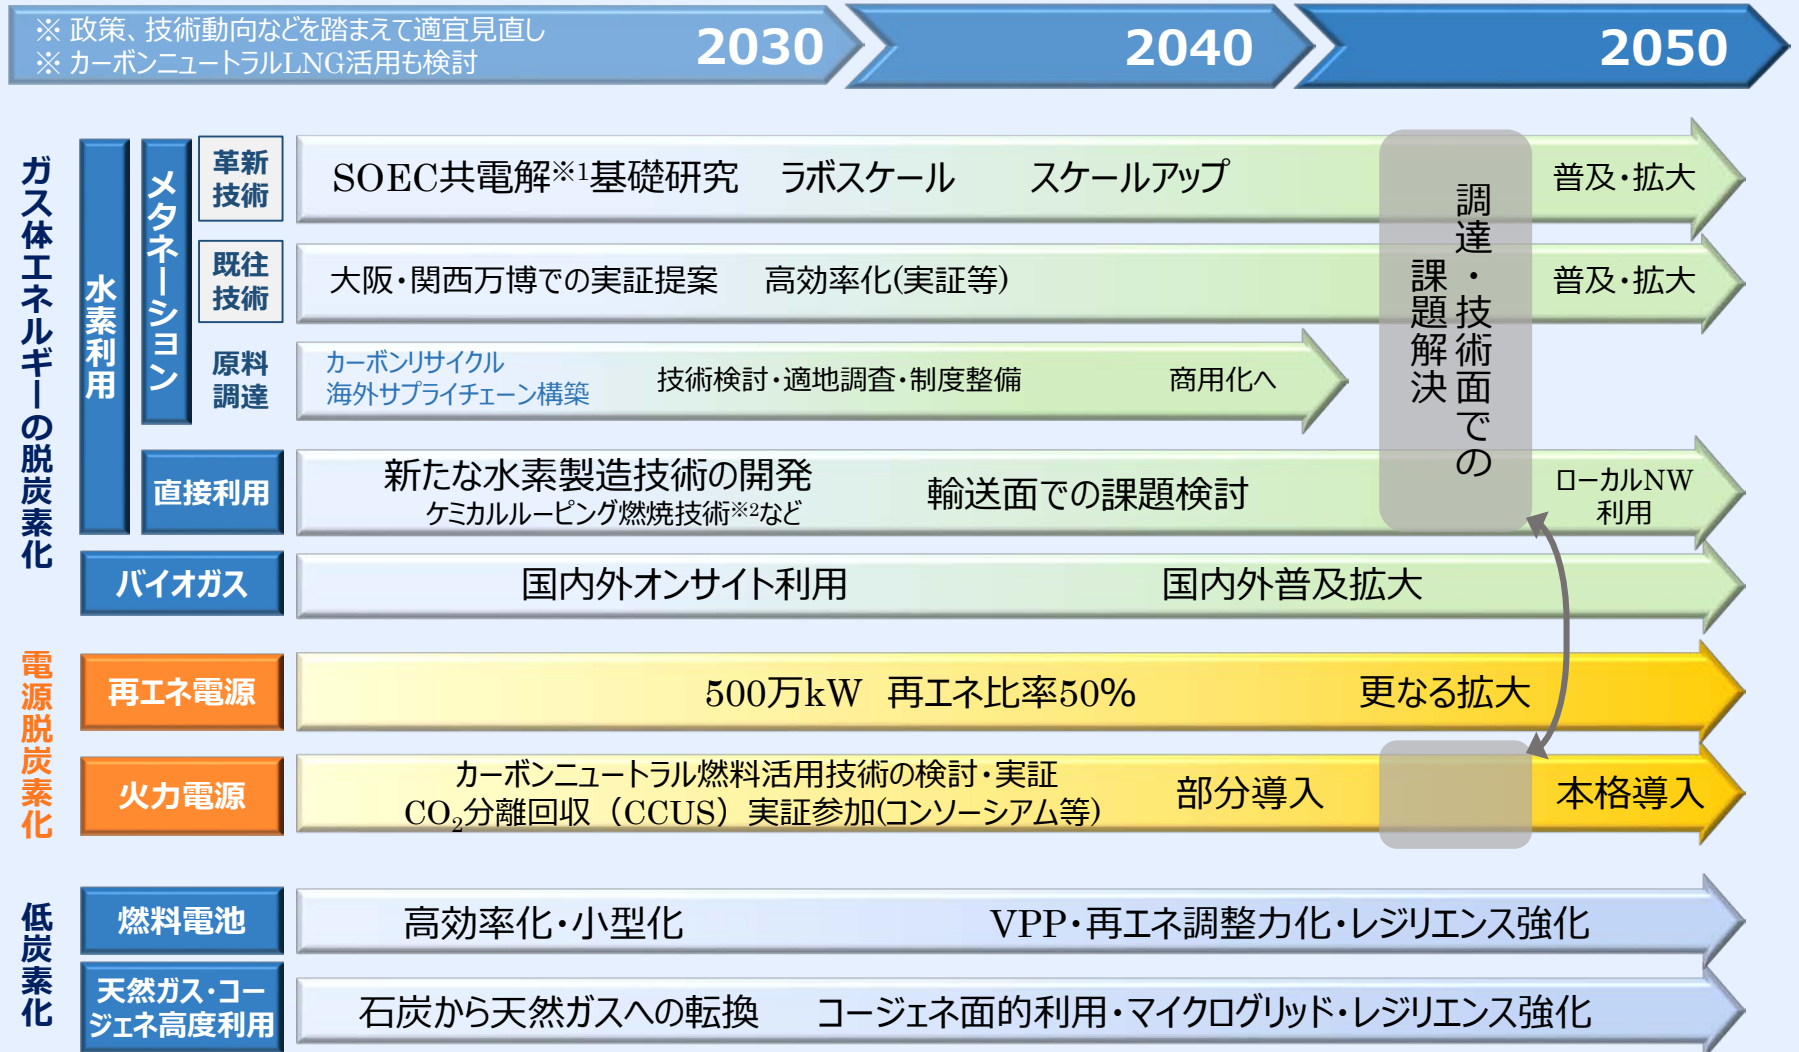 ※ 政策、技術動向などを踏まえて適宜見直し
※ カーボンニュートラルLNG活用も検討
2030
2040
2050
ガス体エネルギーの脱炭素化
水素利用
メタネーション
革新
技術
SOEC共電解※1基礎研究 ラボスケール スケールアップ
普及・拡大
既往
技術
大阪・関西万博での実証提案 高効率化(実証等)
普及・拡大
原料
調達
カーボンリサイクル
海外サプライチェーン構築
技術検討・適地調査・制度整備
商用化へ
調達・技術面での
課題解決
直接利用
新たな水素製造技術の開発
ケミカルルーピング燃焼技術※2など
輸送面での課題検討
ローカルNW
利用
バイオガス
国内外オンサイト利用
国内外普及拡大
電源脱炭素化
再エネ電源
500万kW 再エネ比率50%
更なる拡大
火力電源
カーボンニュートラル燃料活用技術の検討・実証
CO2分離回収（CCUS）実証参加(コンソーシアム等)
部分導入
本格導入
低炭素化
燃料電池
高効率化・小型化
VPP・再エネ調整力化・レジリエンス強化
天然ガス・コー
ジェネ高度利用
石炭から天然ガスへの転換
コージェネ面的利用・マイクログリッド・レジリエンス強化